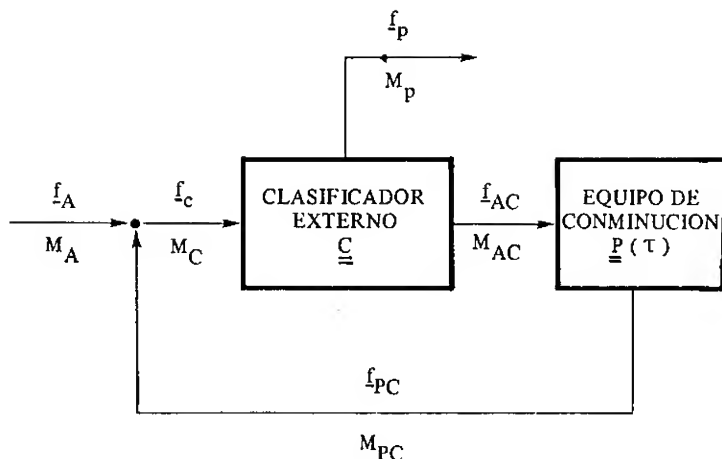 f_p
M_p
f_A
f_c
CLASIFICADOR
EXTERNO
C
f_AC
EQUIPO DE
CONMINUCION
P(τ)
M_A
M_C
M_AC
f_PC
M_PC